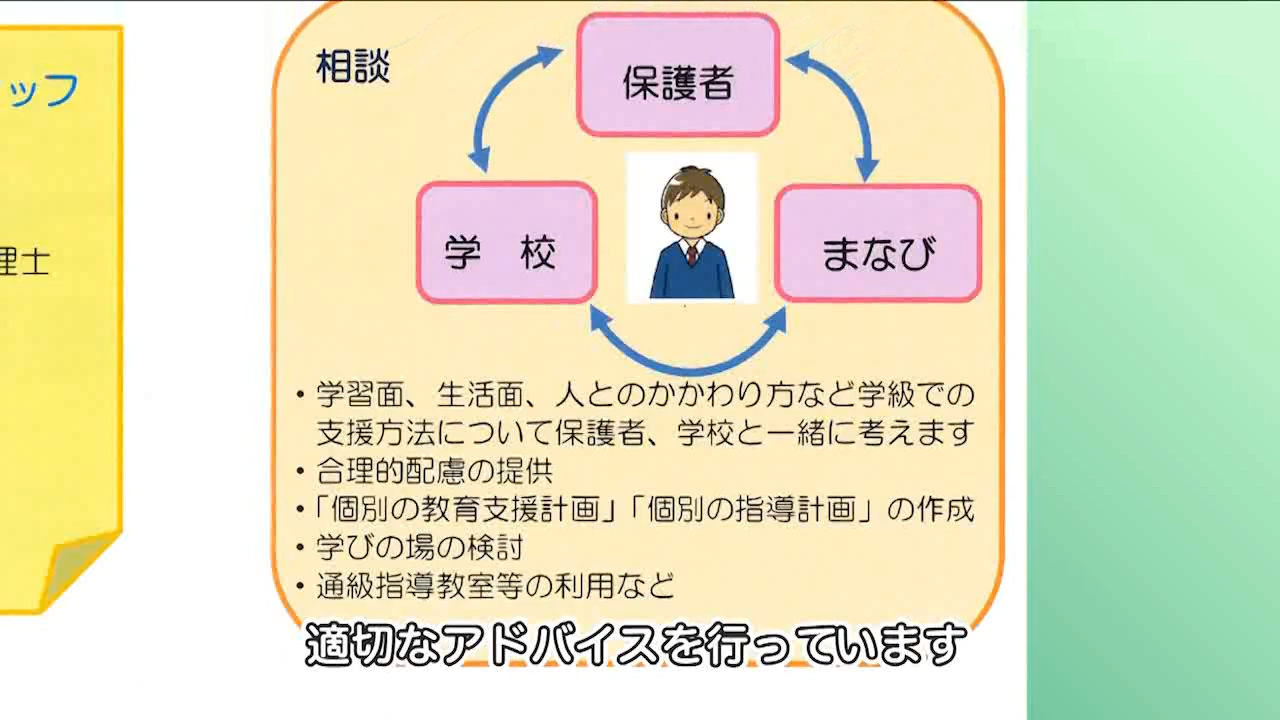 ッフ
理士
相談
保護者
学 校
まなび
・学習面、生活面、人とのかかわり方など学級での
支援方法について保護者、学校と一緒に考えます
・合理的配慮の提供
・「個別の教育支援計画」「個別の指導計画」の作成
・学びの場の検討
・通級指導教室等の利用など
適切なアドバイスを行っています